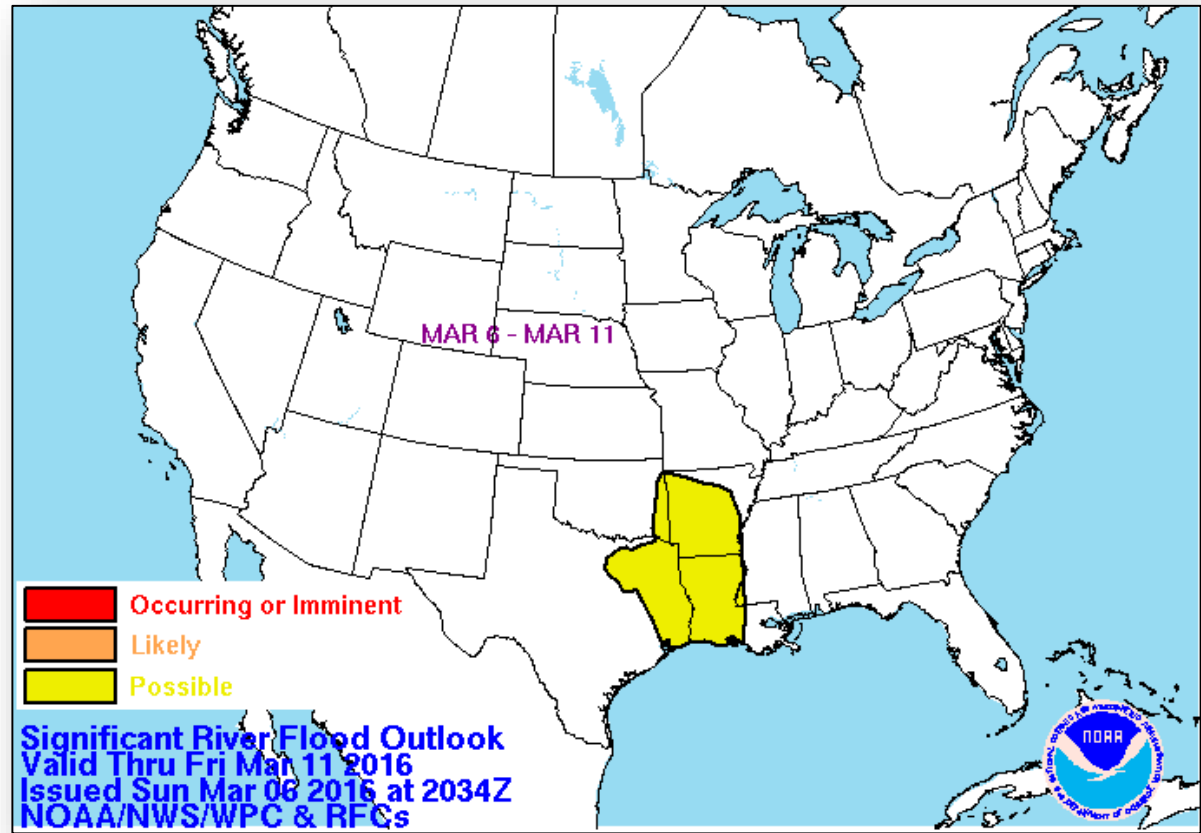 MAR 6 - MAR 11
Occurring or Imminent
Likely
Possible
Significant River Flood Outlook
Valid Thru Fri Mar 11 2016
Issued Sun Mar 06 2016 at 2034Z
NOAA/NWS/WPC & RFCs
NOAA